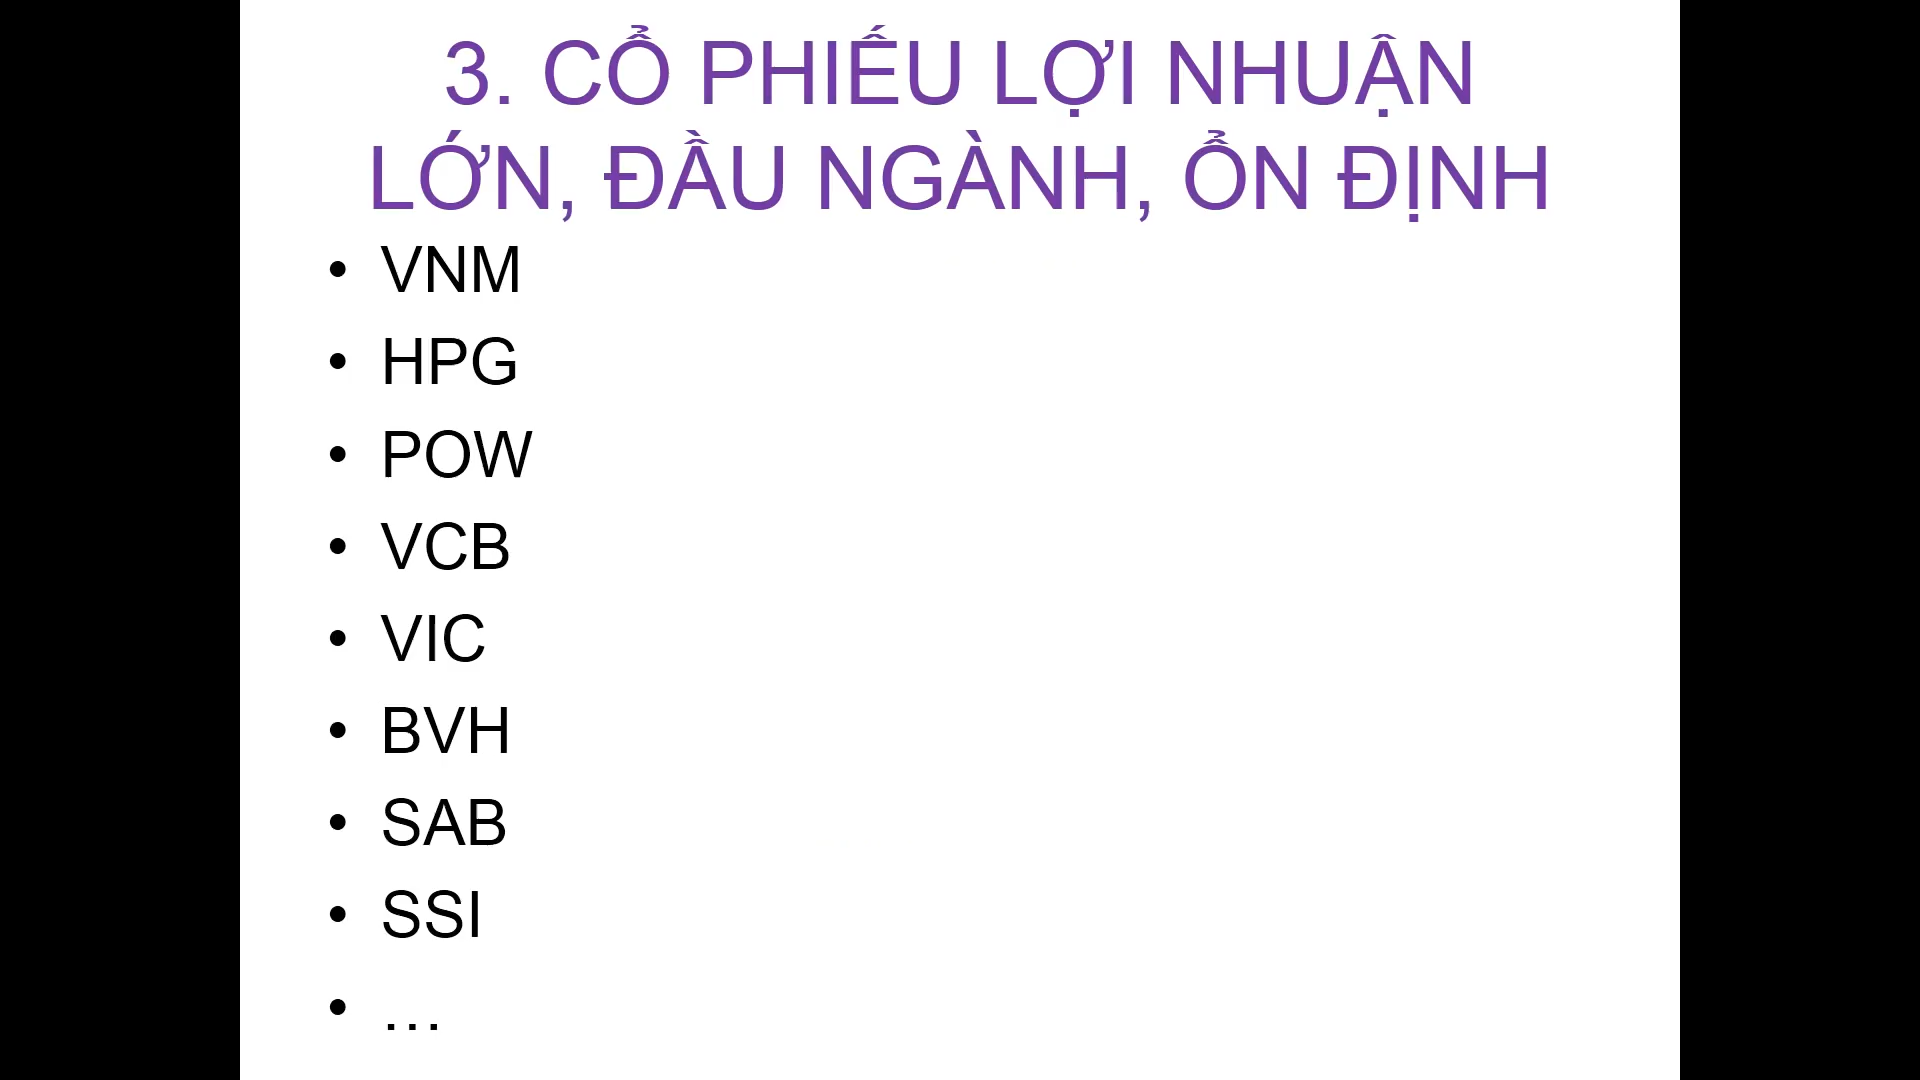 3. CỔ PHIẾU LỢI NHUẬN
LỚN, ĐẦU NGÀNH, ỔN ĐỊNH
• VNM
• HPG
• POW
• VCB
• VIC
• BVH
• SAB
• SSI
• …